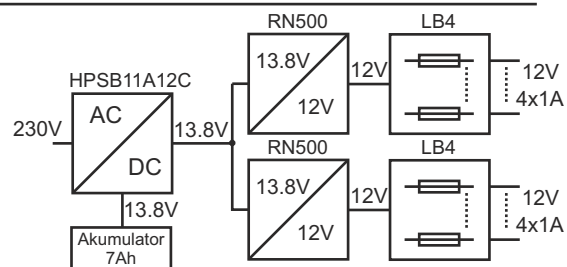 RN500
LB4
13.8V
12V
12V
12V
4x1A
HPSB11A12C
AC
DC
230V
13.8V
13.8V
Akumulator
7Ah
RN500
LB4
13.8V
12V
12V
12V
4x1A